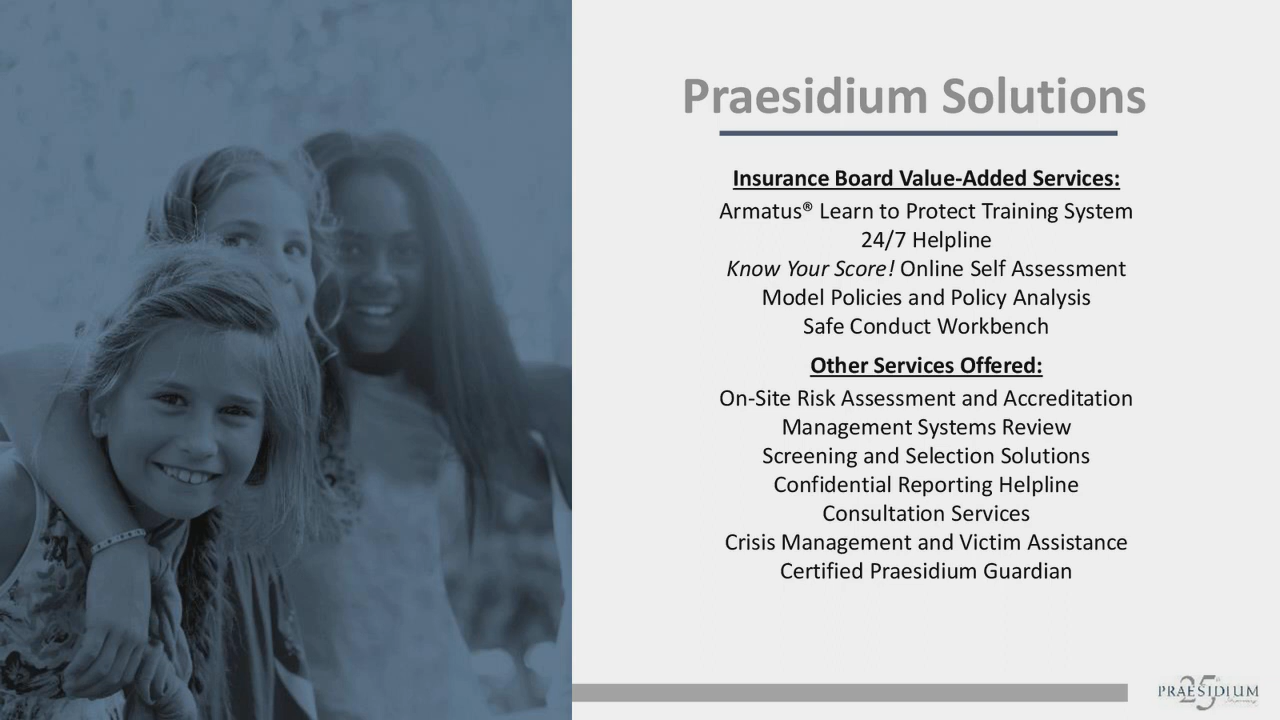 Praesidium Solutions
Insurance Board Value-Added Services:
Armatus® Learn to Protect Training System
24/7 Helpline
Know Your Score! Online Self Assessment
Model Policies and Policy Analysis
Safe Conduct Workbench
Other Services Offered:
On-Site Risk Assessment and Accreditation
Management Systems Review
Screening and Selection Solutions
Confidential Reporting Helpline
Consultation Services
Crisis Management and Victim Assistance
Certified Praesidium Guardian
25
PRAESIDIUM